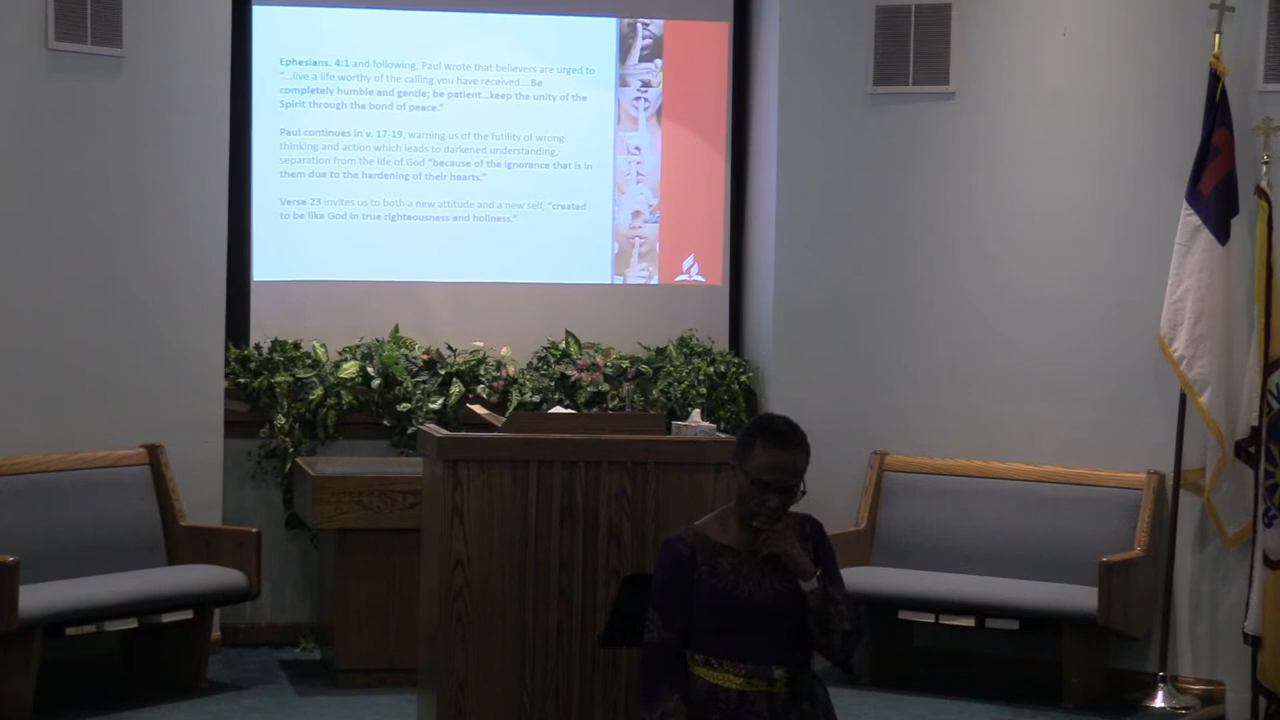 Ephesians. 4:1 and following, Paul wrote that believers are urged to
"...live a life worthy of the calling you have received....Be
completely humble and gentle; be patient...keep the unity of the
Spirit through the bond of peace."
Paul continues in v. 17-19, warning us of the futility of wrong
thinking and action which leads to darkened understanding,
separation from the life of God "because of the ignorance that is in
them due to the hardening of their hearts."
Verse 23 invites us to both a new attitude and a new self, "created
to be like God in true righteousness and holiness."